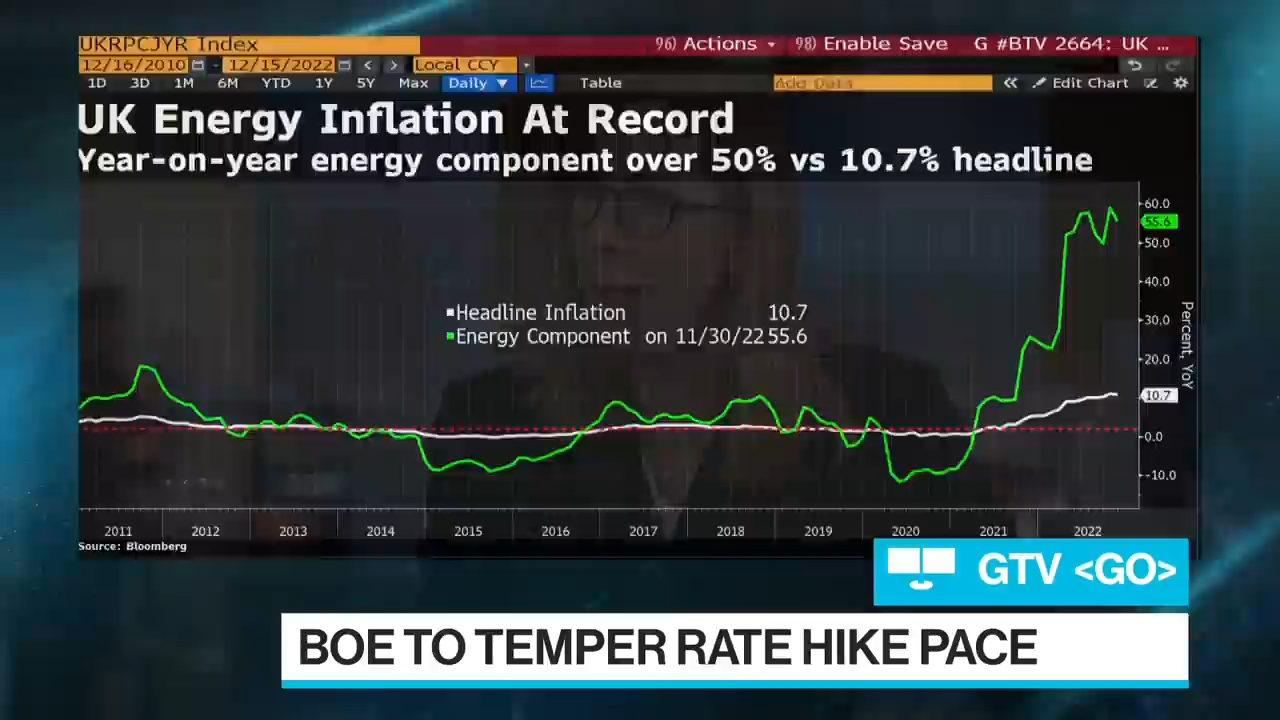 UKRPCJYR Index 96) Actions 98) Enable Save G #BTV 2664: UK ...
12/16/2010 - 12/15/2022 Local CCY
1D 3D 1M 6M YTD 1Y 5Y Max Daily Table Add Data Edit Chart
UK Energy Inflation At Record
Year-on-year energy component over 50% vs 10.7% headline
60.0
55.6
50.0
40.0
Headline Inflation 10.7
Energy Component on 11/30/22 55.6
30.0
20.0
Percent, YoY
10.7
0.0
-10.0
2011 2012 2013 2014 2015 2016 2017 2018 2019 2020 2021 2022
Source: Bloomberg
GTV <GO>
BOE TO TEMPER RATE HIKE PACE